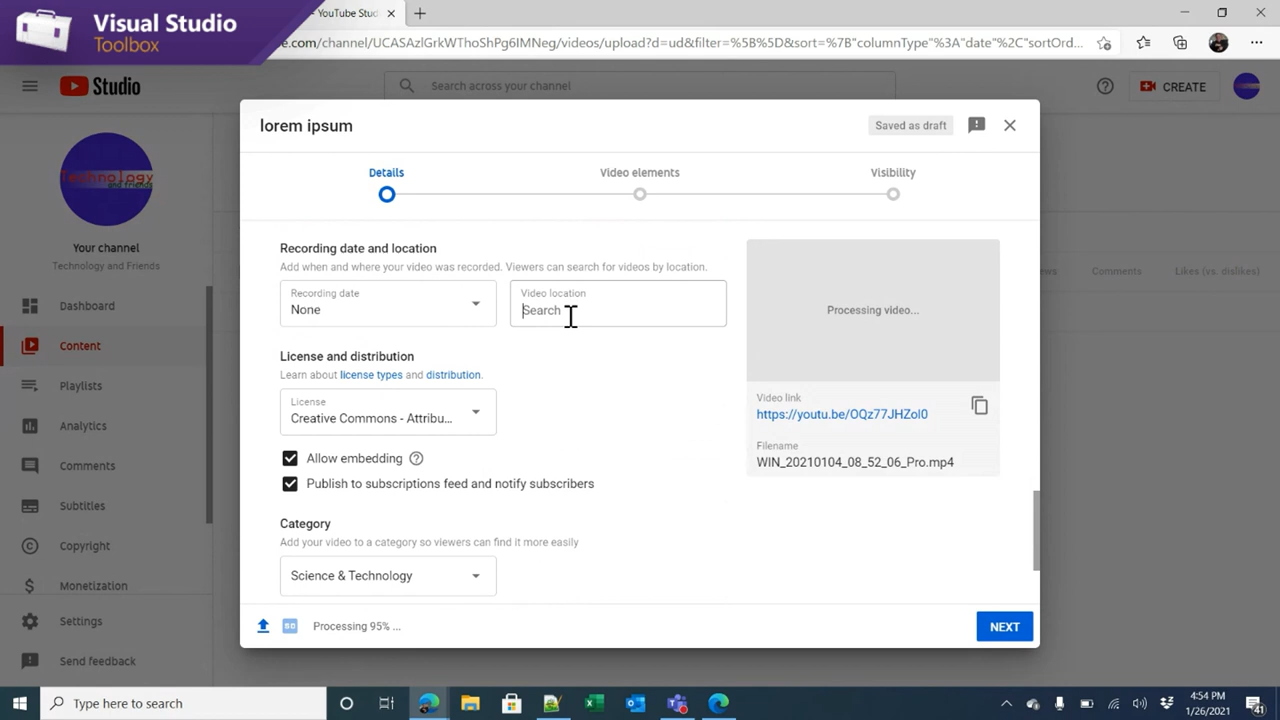 Visual Studio
Toolbox
YouTube Stud
e.com/channel/UCASAzlGrkWThoShPg6IMNeg/videos/upload?d=ud&filter=%5B%5D&sort=%7B"columnType"%3A"date"%2C"sortOrd...
Studio
Search across your channel
CREATE
Technology
and friends
Your channel
Technology and Friends
Dashboard
Content
Playlists
Analytics
Comments
Subtitles
Copyright
Monetization
Settings
Send feedback
lorem ipsum
Saved as draft
Details
Video elements
Visibility
Recording date and location
Add when and where your video was recorded. Viewers can search for videos by location.
Recording date
None
Video location
Search
License and distribution
Learn about license types and distribution.
License
Creative Commons - Attribu...
Allow embedding
Publish to subscriptions feed and notify subscribers
Category
Add your video to a category so viewers can find it more easily
Science & Technology
Processing video...
Video link
https://youtu.be/OQz77JHZol0
Filename
WIN_20210104_08_52_06_Pro.mp4
ews
Comments
Likes (vs. dislikes)
SD
Processing 95% ...
NEXT
Type here to search
4:54 PM
1/26/2021
41